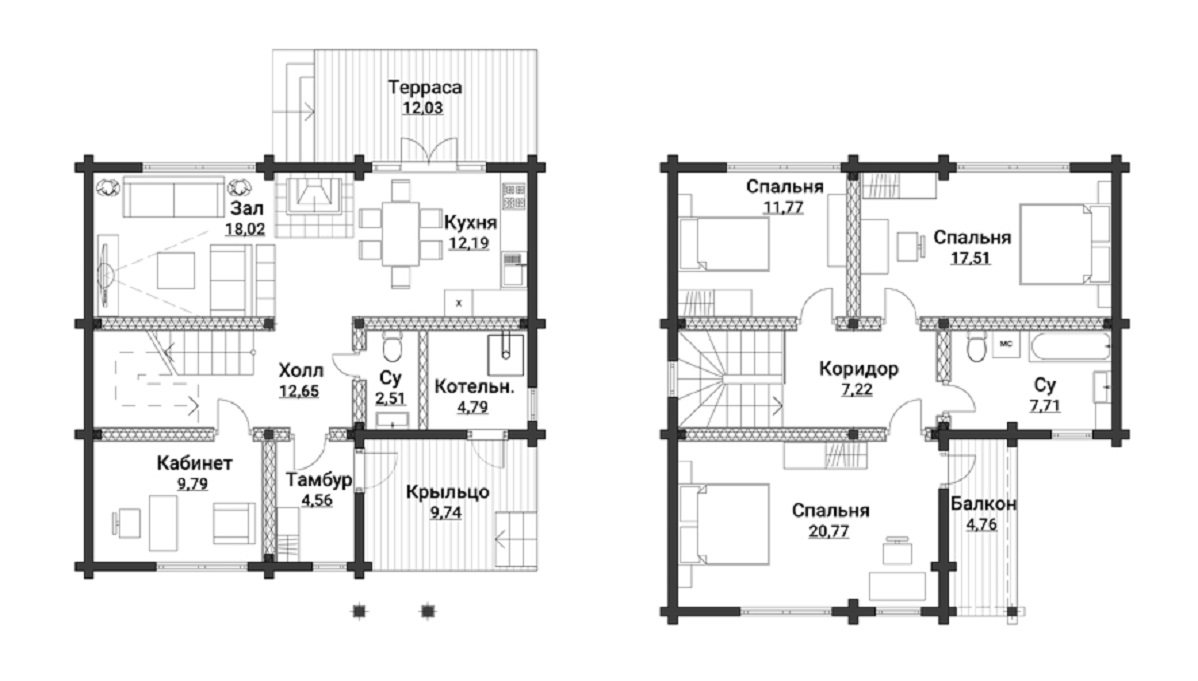 Терраса
12,03
Зал
18,02
Кухня
12,19
X
Холл
12,65
Су
2,51
Котельн.
4,79
Кабинет
9,79
Тамбур
4,56
Крыльцо
9,74
Спальня
11,77
Спальня
17,51
Коридор
7,22
МС
Су
7,71
Спальня
20,77
Балкон
4,76